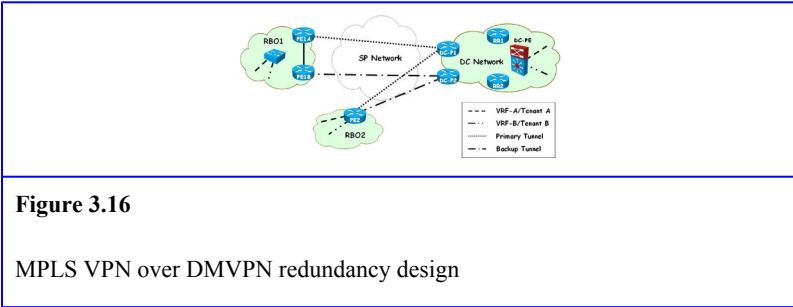 RBO1
PE1A
PE1B
SP Network
DC-P1
DC-P2
RR1
DC-PE
DC Network
RR2
PE2
RBO2
VRF-A/Tenant A
VRF-B/Tenant B
Primary Tunnel
Backup Tunnel
Figure 3.16
MPLS VPN over DMVPN redundancy design